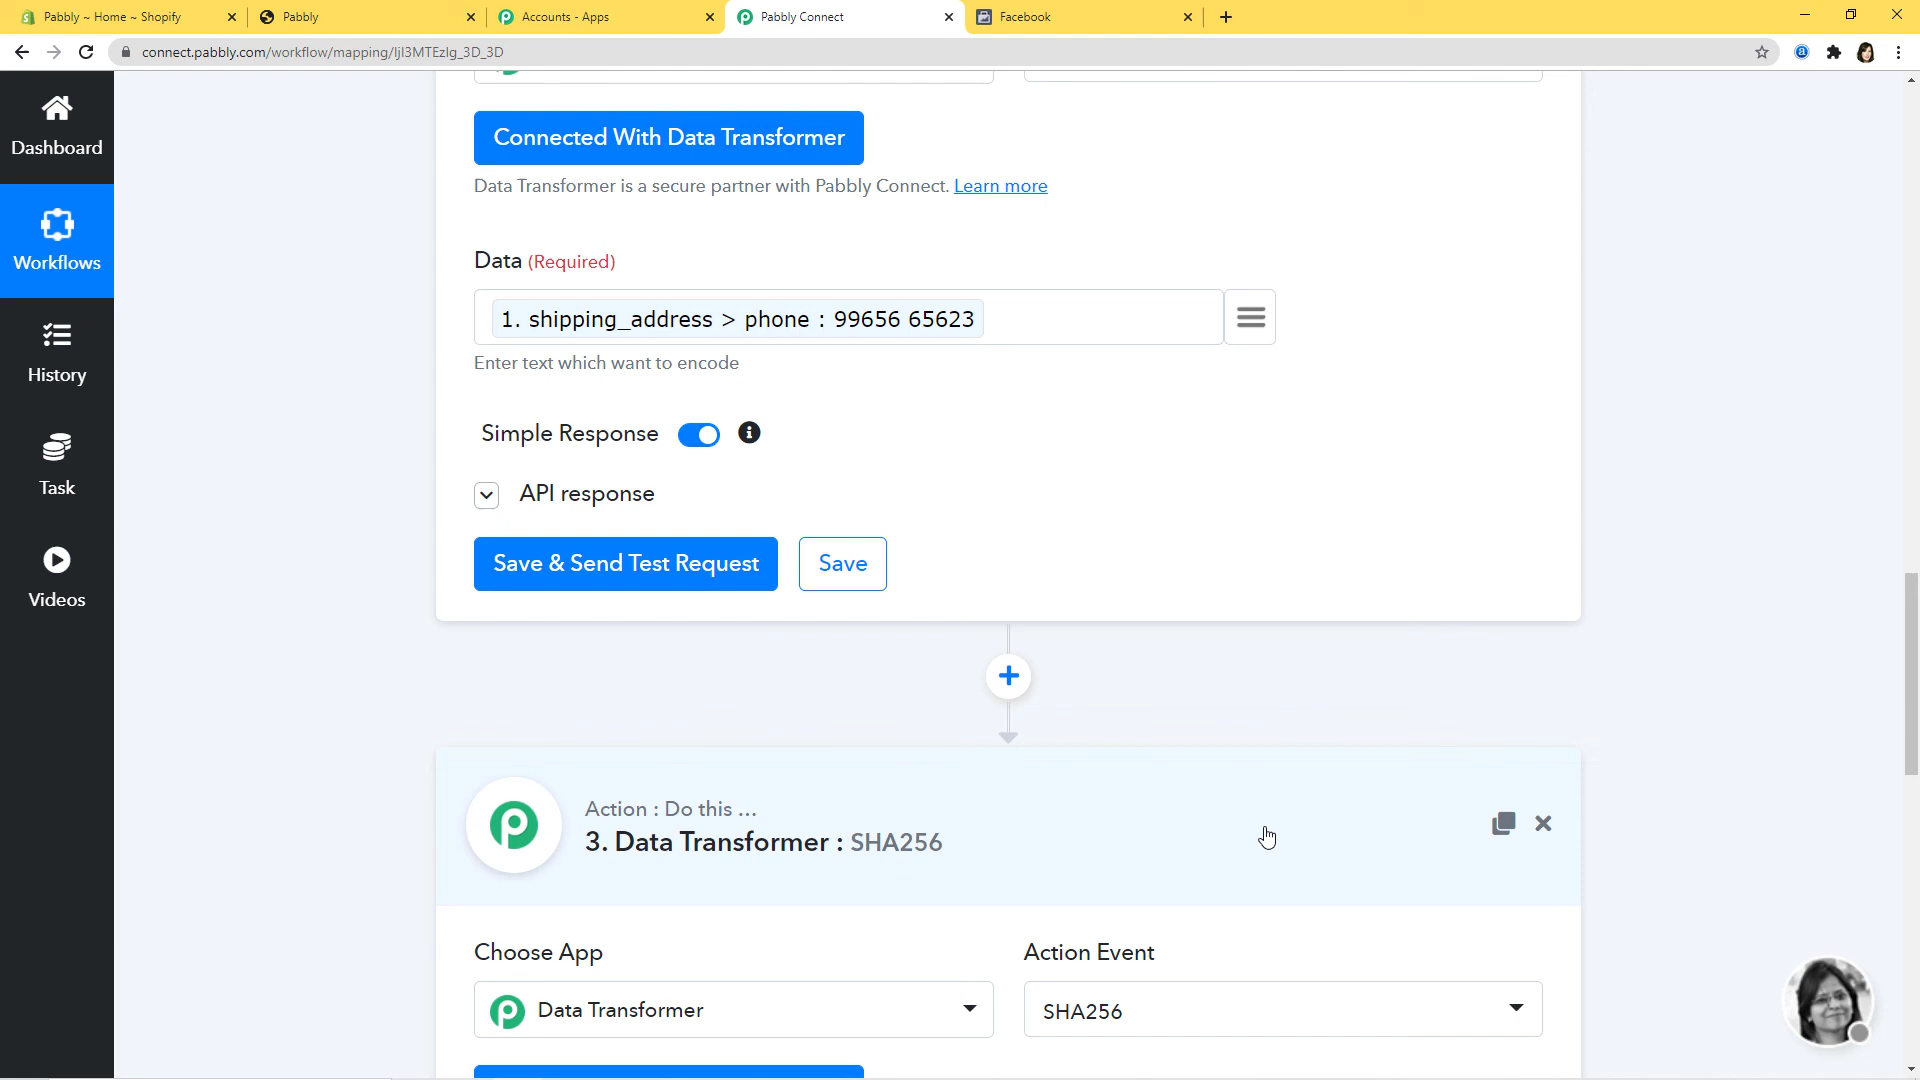 Pabbly ~ Home ~ Shopify
Pabbly
Accounts - Apps
Pabbly Connect
Facebook
connect.pabbly.com/workflow/mapping/IjI3MTEzIg_3D_3D
Dashboard
Workflows
History
Task
Videos
Connected With Data Transformer
Data Transformer is a secure partner with Pabbly Connect. Learn more
Data (Required)
1. shipping_address > phone : 99656 65623
Enter text which want to encode
Simple Response
API response
Save & Send Test Request
Save
Action : Do this ...
3. Data Transformer : SHA256
Choose App
Action Event
Data Transformer
SHA256